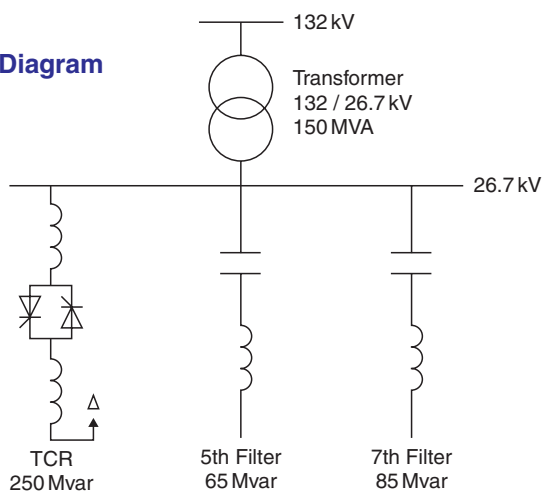 132 kV
Diagram
Transformer
132 / 26.7 kV
150 MVA
26.7 kV
Δ
TCR
250 Mvar
5th Filter
65 Mvar
7th Filter
85 Mvar